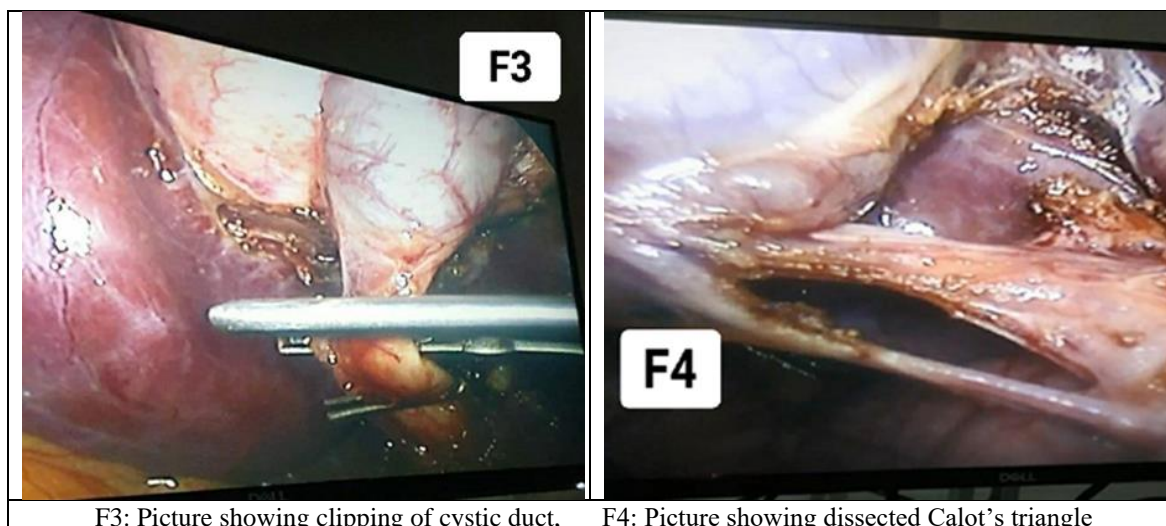 F3
F4
DELL
DELL
F3: Picture showing clipping of cystic duct, F4: Picture showing dissected Calot's triangle